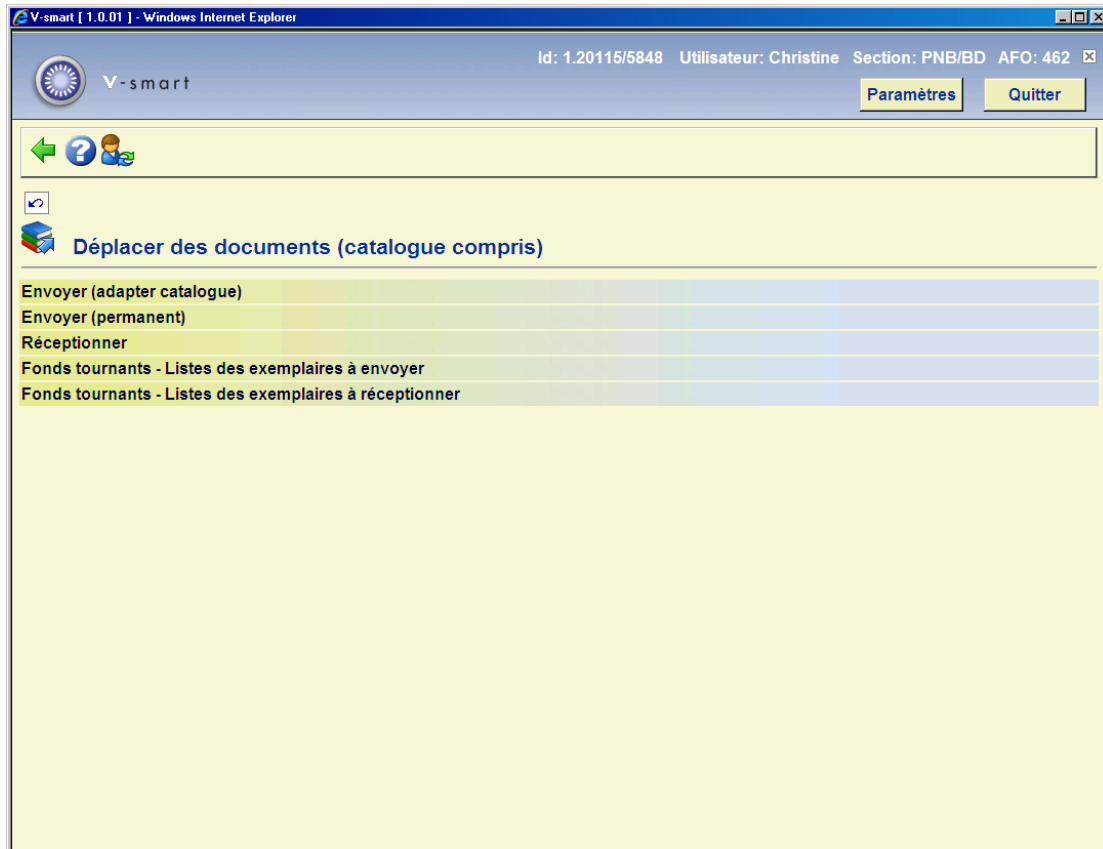 V-smart [ 1.0.01 ] - Windows Internet Explorer
Id: 1.20115/5848 Utilisateur: Christine Section: PNB/BD AFO: 462
V-smart
Paramètres Quitter
Déplacer des documents (catalogue compris)
Envoyer (adapter catalogue)
Envoyer (permanent)
Réceptionner
Fonds tournants - Listes des exemplaires à envoyer
Fonds tournants - Listes des exemplaires à réceptionner